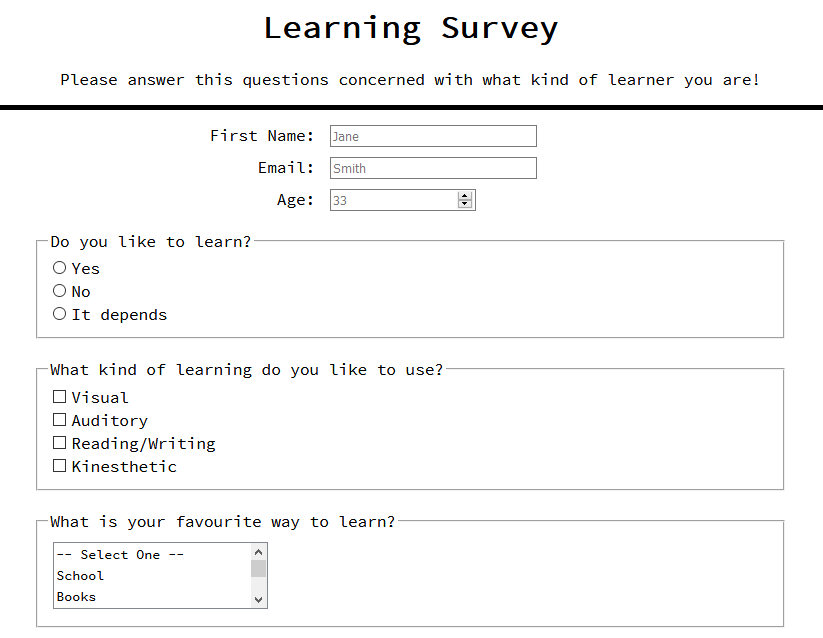 Learning Survey
Please answer this questions concerned with what kind of learner you are!
First Name: Jane
Email: Smith
Age: 33
Do you like to learn?
Yes
No
It depends
What kind of learning do you like to use?
Visual
Auditory
Reading/Writing
Kinesthetic
What is your favourite way to learn?
-- Select One --
School
Books